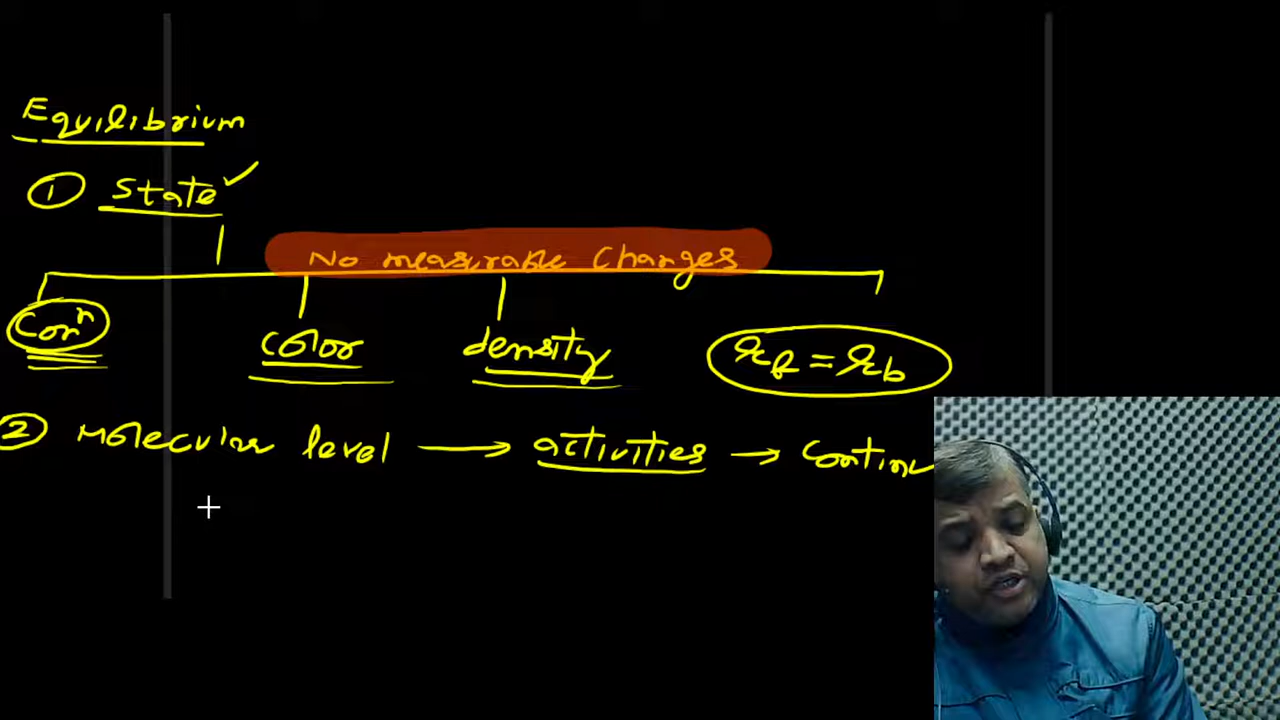 Equilibrium
① State ✓
No measurable changes
Conⁿ color density r_f = r_b
② Molecular level → activities → continu